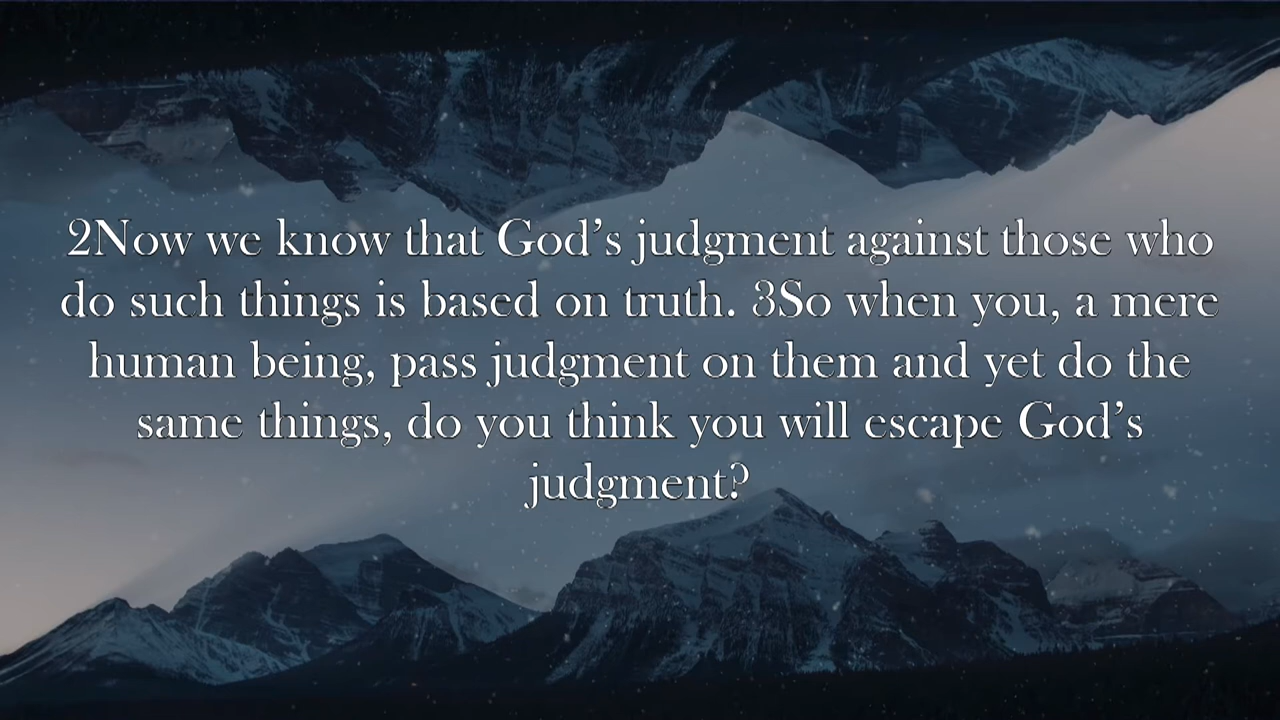 2Now we know that God’s judgment against those who
do such things is based on truth. 3So when you, a mere
human being, pass judgment on them and yet do the
same things, do you think you will escape God’s
judgment?